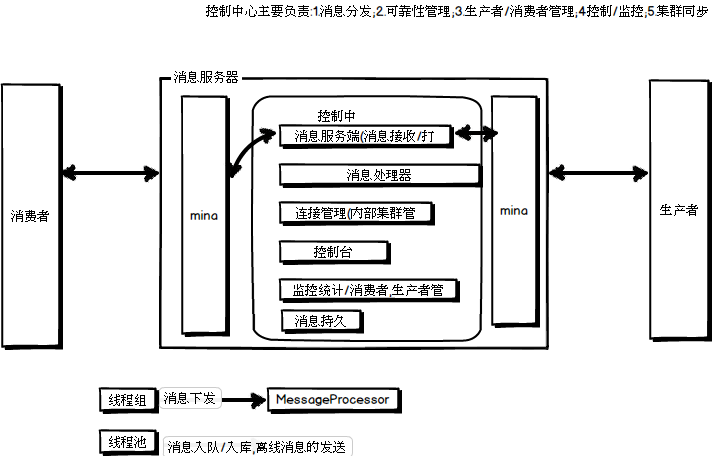 控制中心主要负责:1.消息分发;2.可靠性管理;3.生产者/消费者管理;4控制/监控;5.集群同步
消息服务器
控制中
消息服务端(消息接收/打
消息处理器
连接管理(内部集群管
控制台
监控统计/消费者,生产者管
消息持久
消费者
mina
mina
生产者
线程组
消息下发
MessageProcessor
线程池
消息入队/入库,离线消息的发送